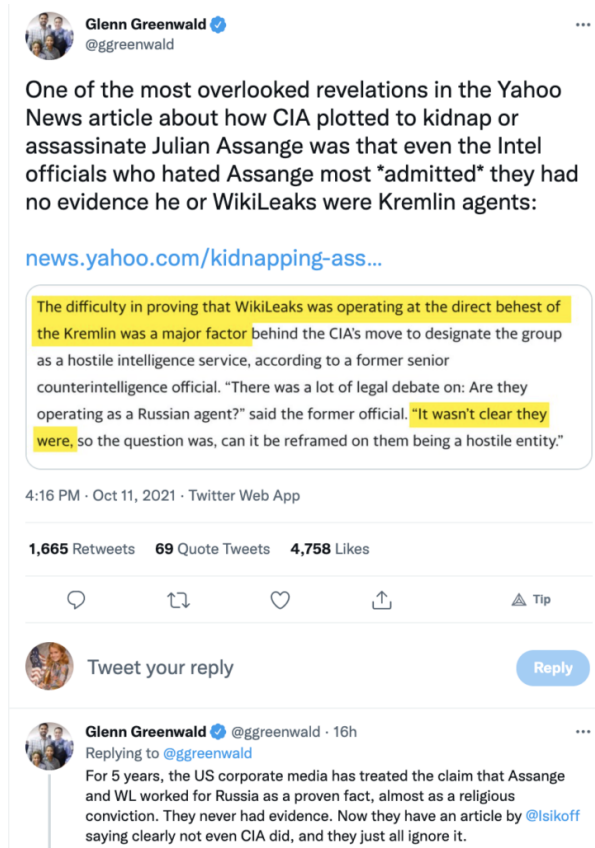 Glenn Greenwald
@ggreenwald
One of the most overlooked revelations in the Yahoo
News article about how CIA plotted to kidnap or
assassinate Julian Assange was that even the Intel
officials who hated Assange most *admitted* they had
no evidence he or WikiLeaks were Kremlin agents:
news.yahoo.com/kidnapping-ass...
The difficulty in proving that WikiLeaks was operating at the direct behest of
the Kremlin was a major factor behind the CIA's move to designate the group
as a hostile intelligence service, according to a former senior
counterintelligence official. “There was a lot of legal debate on: Are they
operating as a Russian agent?” said the former official. “It wasn't clear they
were, so the question was, can it be reframed on them being a hostile entity.”
4:16 PM · Oct 11, 2021 · Twitter Web App
1,665 Retweets 69 Quote Tweets 4,758 Likes
Tip
Tweet your reply
Reply
Glenn Greenwald @ggreenwald · 16h
Replying to @ggreenwald
For 5 years, the US corporate media has treated the claim that Assange
and WL worked for Russia as a proven fact, almost as a religious
conviction. They never had evidence. Now they have an article by @Isikoff
saying clearly not even CIA did, and they just all ignore it.